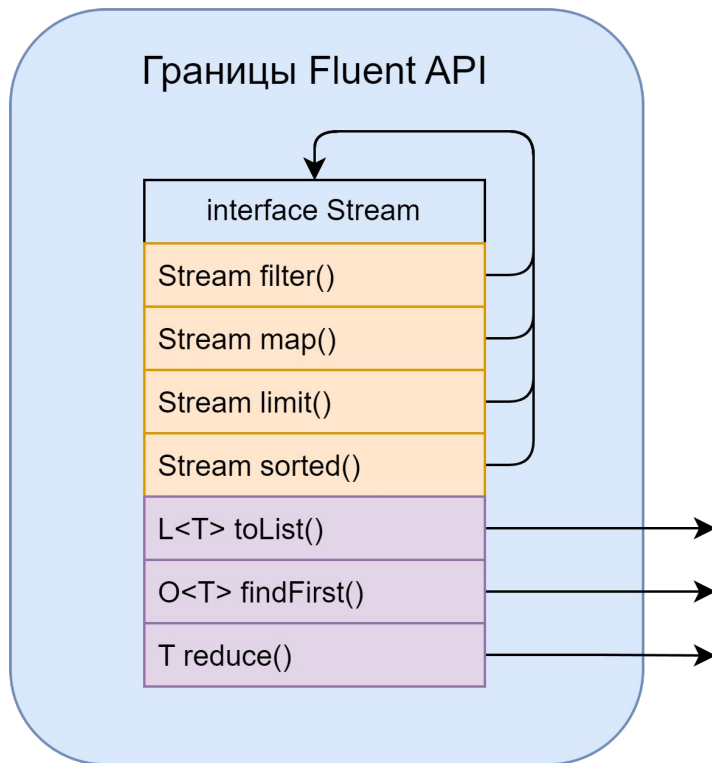 Границы Fluent API
interface Stream
Stream filter()
Stream map()
Stream limit()
Stream sorted()
L<T> toList()
O<T> findFirst()
T reduce()